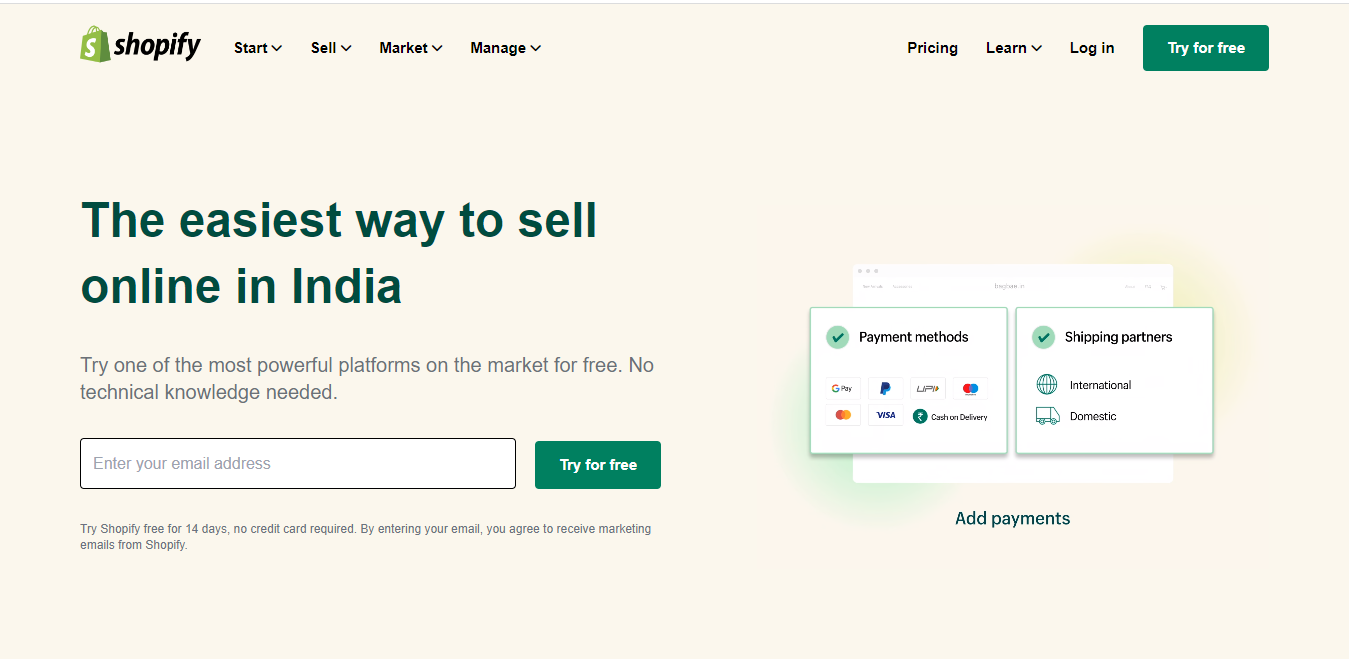 shopify Start Sell Market Manage Pricing Learn Log in Try for free
The easiest way to sell
online in India
Try one of the most powerful platforms on the market for free. No
technical knowledge needed.
Enter your email address Try for free
Try Shopify free for 14 days, no credit card required. By entering your email, you agree to receive marketing
emails from Shopify.
Payment methods
G Pay UPI
VISA Cash on Delivery
Shipping partners
International
Domestic
Add payments